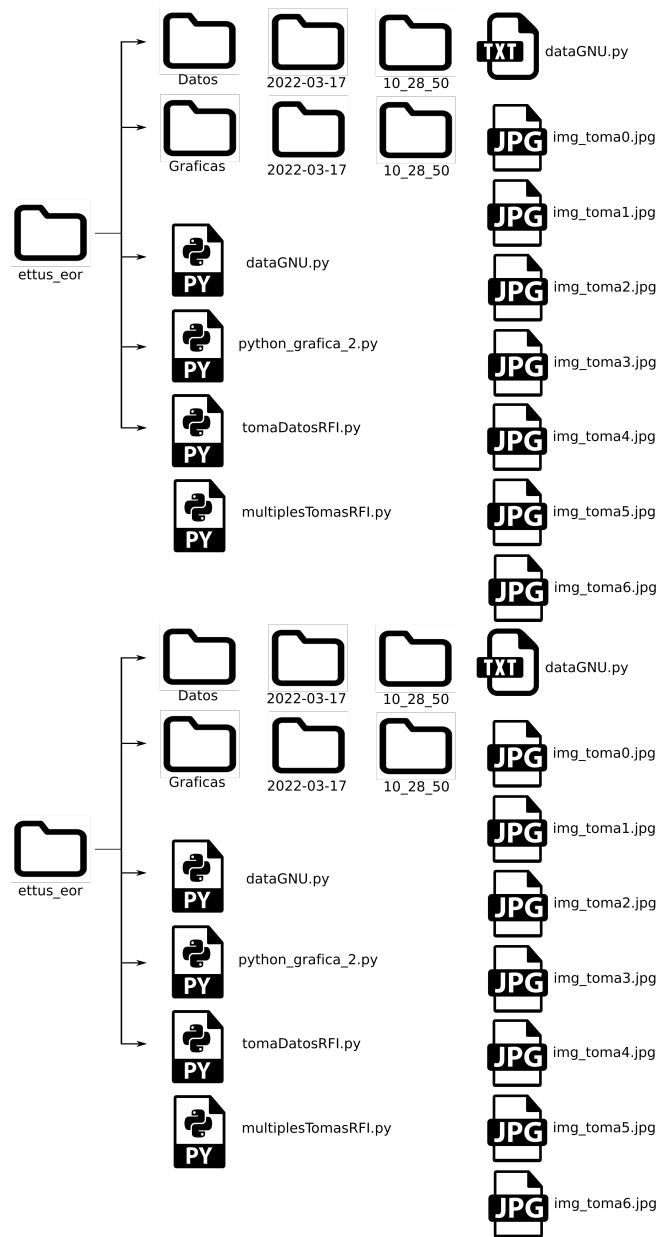 TXT dataGNU.py
Datos 2022-03-17 10_28_50
JPG img_toma0.jpg
Graficas 2022-03-17 10_28_50
JPG img_toma1.jpg
PY dataGNU.py
ettus_eor
JPG img_toma2.jpg
PY python_grafica_2.py
JPG img_toma3.jpg
PY tomaDatosRFI.py
JPG img_toma4.jpg
PY multiplesTomasRFI.py
JPG img_toma5.jpg
JPG img_toma6.jpg
TXT dataGNU.py
Datos 2022-03-17 10_28_50
JPG img_toma0.jpg
Graficas 2022-03-17 10_28_50
JPG img_toma1.jpg
PY dataGNU.py
ettus_eor
JPG img_toma2.jpg
PY python_grafica_2.py
JPG img_toma3.jpg
PY tomaDatosRFI.py
JPG img_toma4.jpg
PY multiplesTomasRFI.py
JPG img_toma5.jpg
JPG img_toma6.jpg